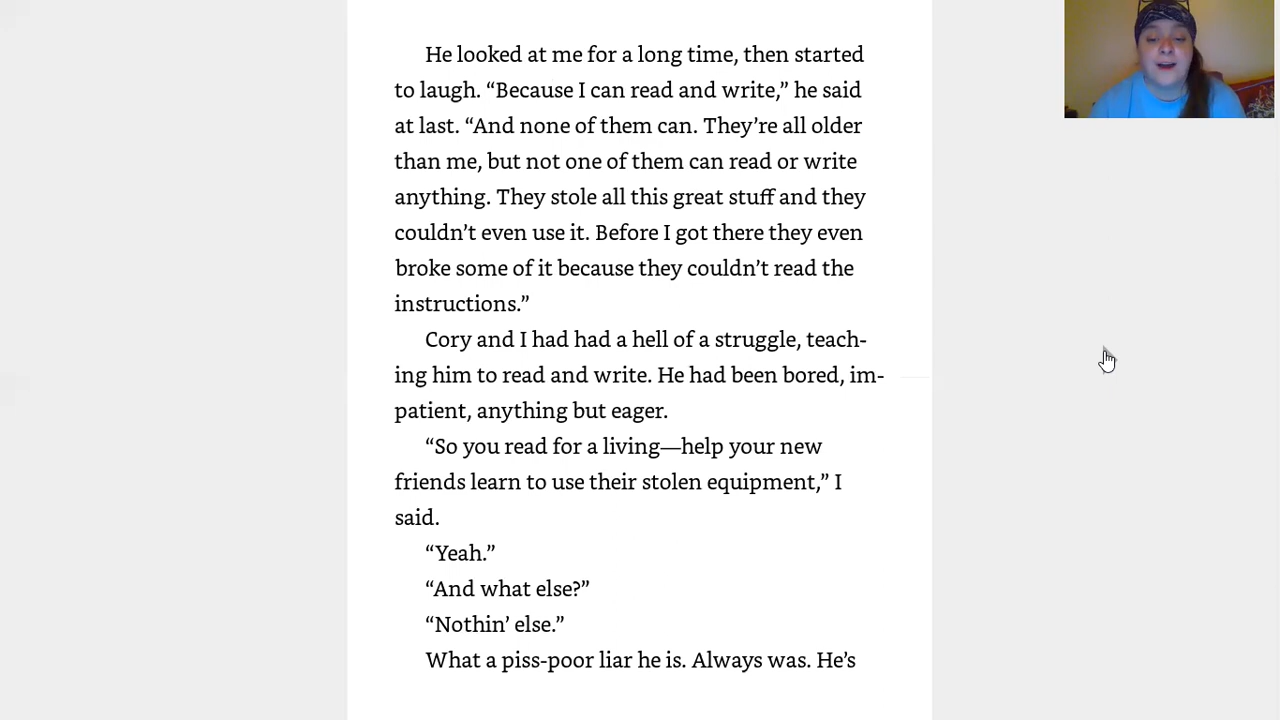 He looked at me for a long time, then started
to laugh. “Because I can read and write,” he said
at last. “And none of them can. They’re all older
than me, but not one of them can read or write
anything. They stole all this great stuff and they
couldn’t even use it. Before I got there they even
broke some of it because they couldn’t read the
instructions.”
Cory and I had had a hell of a struggle, teach-
ing him to read and write. He had been bored, im-
patient, anything but eager.
“So you read for a living—help your new
friends learn to use their stolen equipment,” I
said.
“Yeah.”
“And what else?”
“Nothin’ else.”
What a piss-poor liar he is. Always was. He’s